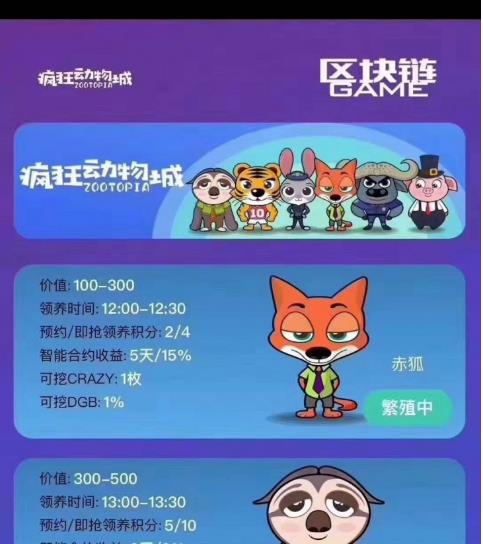 疯狂动物城
ZOOTOPIA
区块链
GAME
疯狂动物城
ZOOTOPIA
10
价值: 100-300
领养时间: 12:00-12:30
预约/即抢领养积分: 2/4
智能合约收益: 5天/15%
可挖CRAZY: 1枚
可挖DGB: 1%
赤狐
繁殖中
价值: 300-500
领养时间: 13:00-13:30
预约/即抢领养积分: 5/10